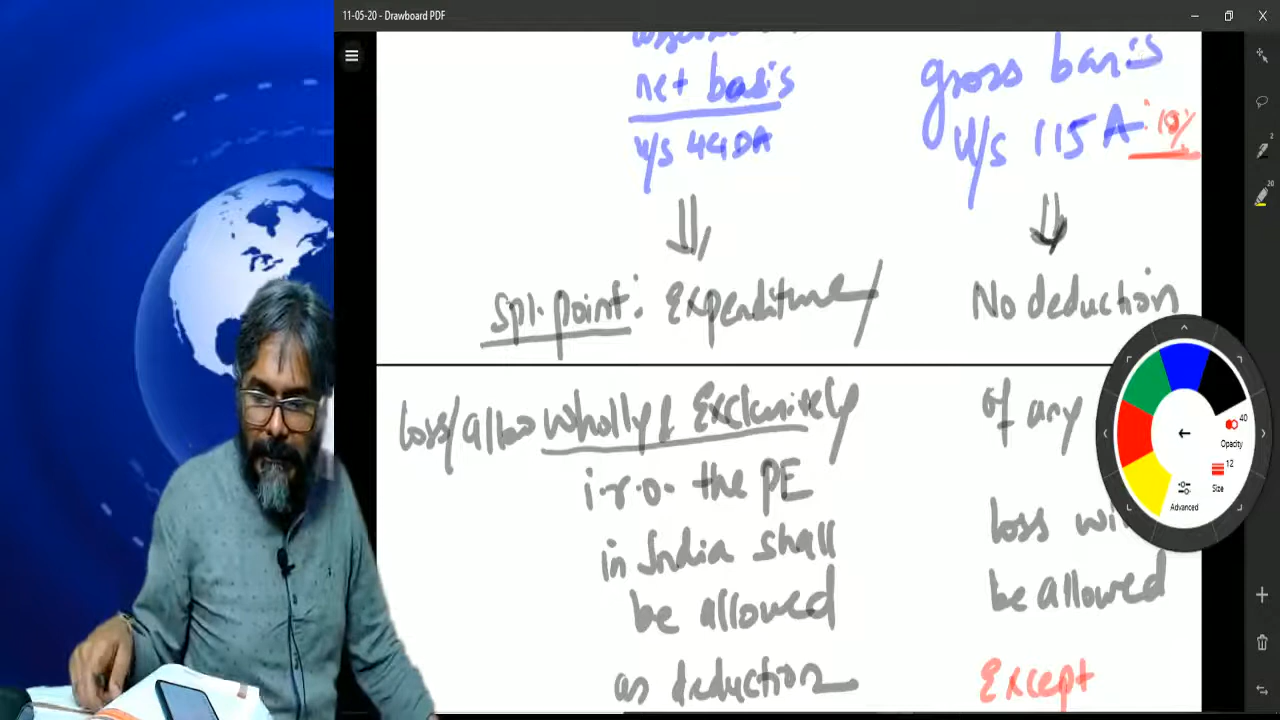 11-05-20 - Drawboard PDF
net basis
u/s 44DA
gross basis
u/s 115A : 10%
Spl. point : Expenditure/
No deduction
loss/allow wholly & Exclusively
i.r.o. the PE
in India shall
be allowed
as deduction
Of any
loss
be allowed
Except
2
20
40
Opacity
12
Size
Advanced